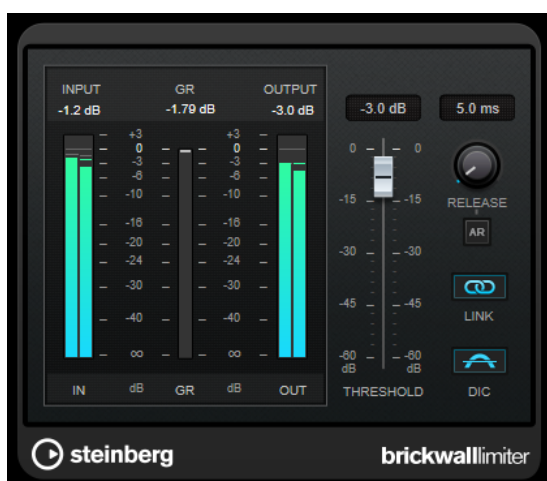 INPUT GR OUTPUT
-1.2 dB -1.79 dB -3.0 dB
-3.0 dB 5.0 ms
+3 +3
0 0
-3 -3
-6 -6
-10 -10
-16 -16
-20 -20
-24 -24
-30 -30
-40 -40
∞ ∞
IN dB GR dB OUT
0 0
-15 -15
-30 -30
-45 -45
-60 -60
dB dB
THRESHOLD
RELEASE
AR
LINK
DIC
steinberg
brickwalllimiter